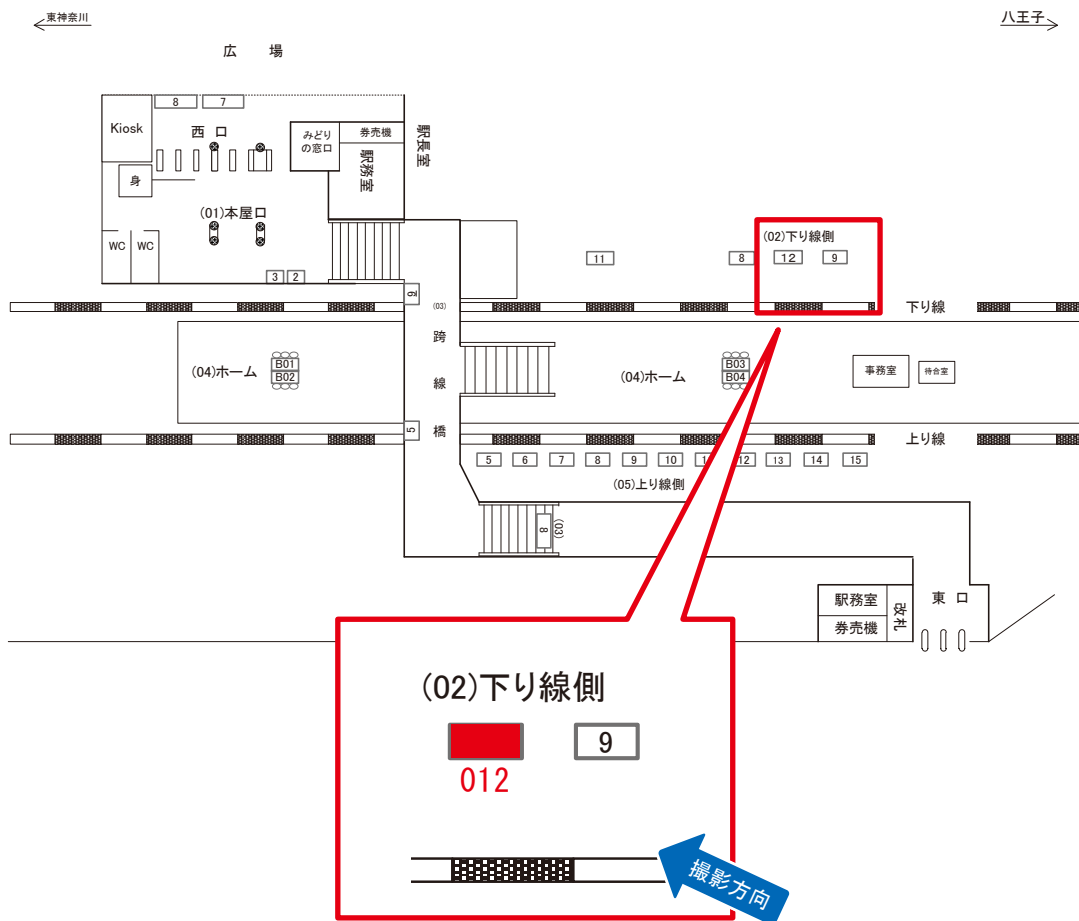 東神奈川
八王子
広 場
8
7
Kiosk
西 口
みどり
の窓口
券売機
駅務室
駅長室
身
(01)本屋口
WC
WC
3
2
(02)下り線側
11
8
12
9
9
(03)
跨線橋
下り線
(04)ホーム
B01
B02
(04)ホーム
B03
B04
事務室
待合室
5
上り線
5
6
7
8
9
10
12
13
14
15
(05)上り線側
8
(03)
駅務室
券売機
改札
東 口
(02)下り線側
9
012
撮影方向